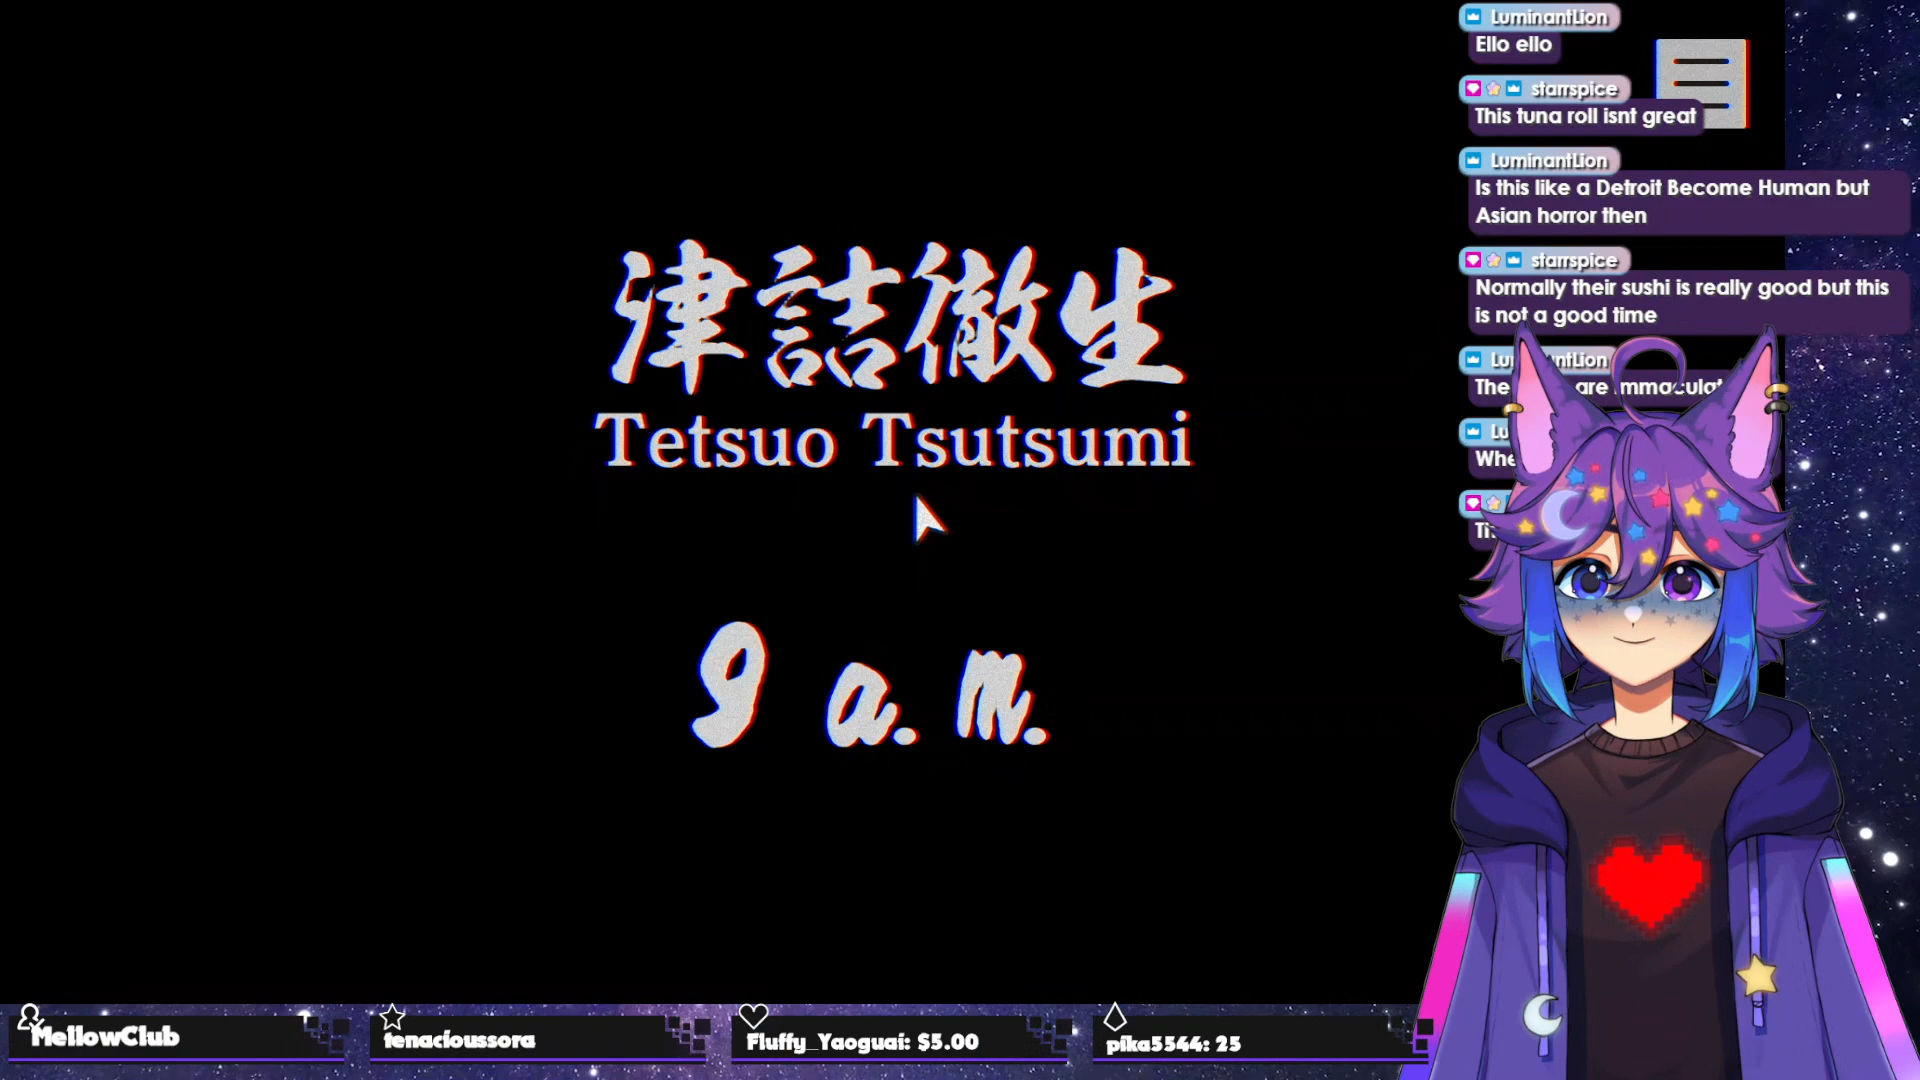 津詰徹生
Tetsuo Tsutsumi
9 a.m.
LuminantLion
Ello ello
starrspice
This tuna roll isnt great
LuminantLion
Is this like a Detroit Become Human but
Asian horror then
starrspice
Normally their sushi is really good but this
is not a good time
The are
MellowClub
tenacioussora
Fluffy_Yaoguai: $5.00
pika5544: 25